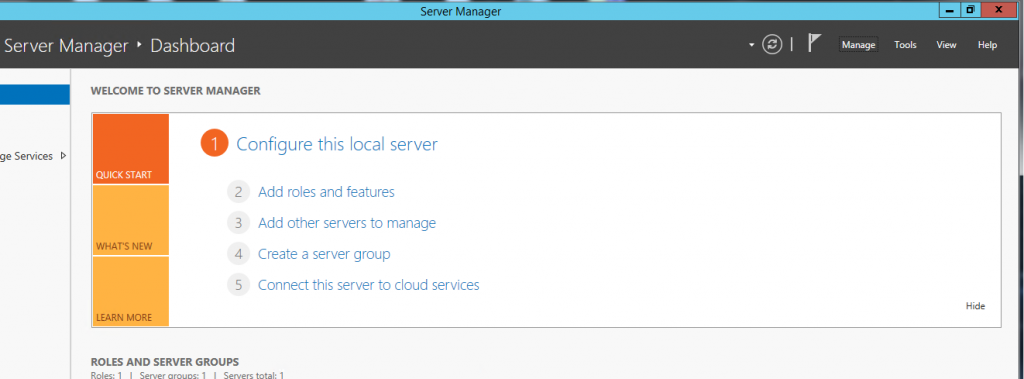 Server Manager
Server Manager ‣ Dashboard
Manage Tools View Help
WELCOME TO SERVER MANAGER
1 Configure this local server
QUICK START
2 Add roles and features
3 Add other servers to manage
WHAT'S NEW
4 Create a server group
5 Connect this server to cloud services
LEARN MORE
Hide
ge Services
ROLES AND SERVER GROUPS
Roles: 1 | Server groups: 1 | Servers total: 1